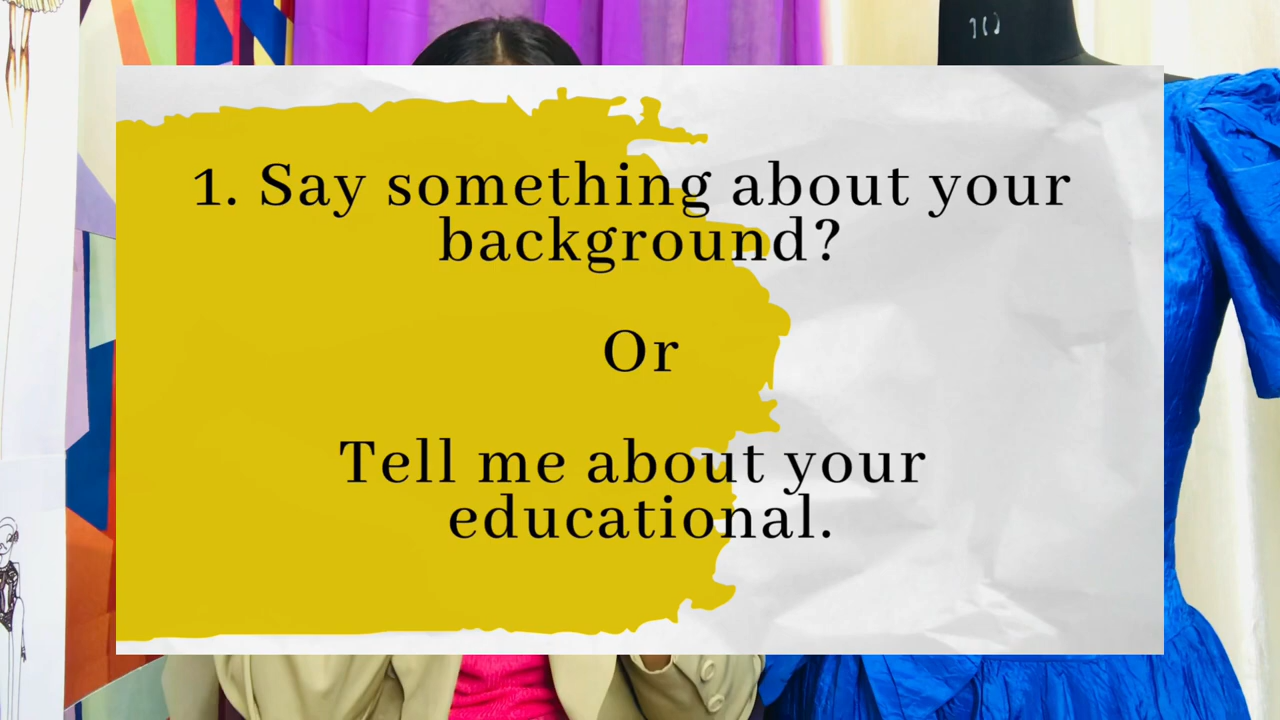 1. Say something about your
background?
Or
Tell me about your
educational.